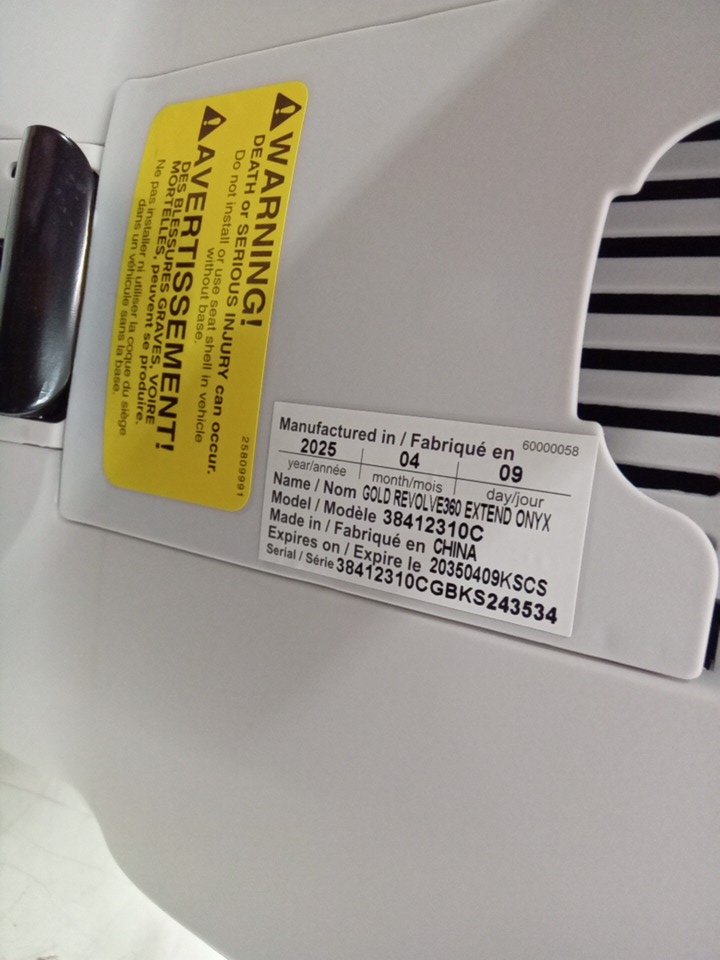 WARNING!
DEATH or SERIOUS INJURY can occur.
Do not install or use seat shell in vehicle
without base.
AVERTISSEMENT!
DES BLESSURES GRAVES, VOIRE
MORTELLES, peuvent se produire.
Ne pas installer ni utiliser la coque du siège
dans un véhicule sans la base.
25809991
Manufactured in / Fabriqué en 60000058
2025 04 09
year/année month/mois day/jour
Name / Nom GOLD REVOLVE360 EXTEND ONYX
Model / Modèle 38412310C
Made in / Fabriqué en CHINA
Expires on / Expire le 20350409KSCS
Serial / Série 38412310CGBKS243534